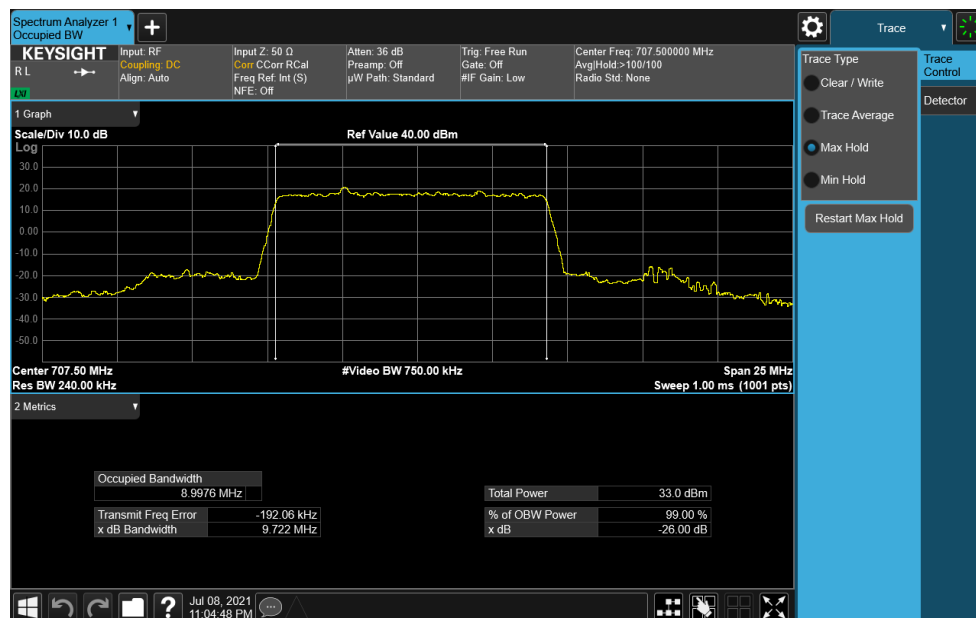 Spectrum Analyzer 1
Occupied BW
Trace
KEYSIGHT
R L
LXI
Input: RF
Coupling: DC
Align: Auto
Input Z: 50 Ω
Corr CCorr RCal
Freq Ref: Int (S)
NFE: Off
Atten: 36 dB
Preamp: Off
µW Path: Standard
Trig: Free Run
Gate: Off
#IF Gain: Low
Center Freq: 707.500000 MHz
Avg|Hold:>100/100
Radio Std: None
1 Graph
Scale/Div 10.0 dB
Ref Value 40.00 dBm
Log
30.0
20.0
10.0
0.00
-10.0
-20.0
-30.0
-40.0
-50.0
Center 707.50 MHz
#Video BW 750.00 kHz
Span 25 MHz
Res BW 240.00 kHz
Sweep 1.00 ms (1001 pts)
2 Metrics
Occupied Bandwidth
8.9976 MHz
Total Power 33.0 dBm
Transmit Freq Error -192.06 kHz
% of OBW Power 99.00 %
x dB Bandwidth 9.722 MHz
x dB -26.00 dB
Trace Type
Clear / Write
Trace Average
Max Hold
Min Hold
Restart Max Hold
Trace
Control
Detector
?
Jul 08, 2021
11:04:48 PM